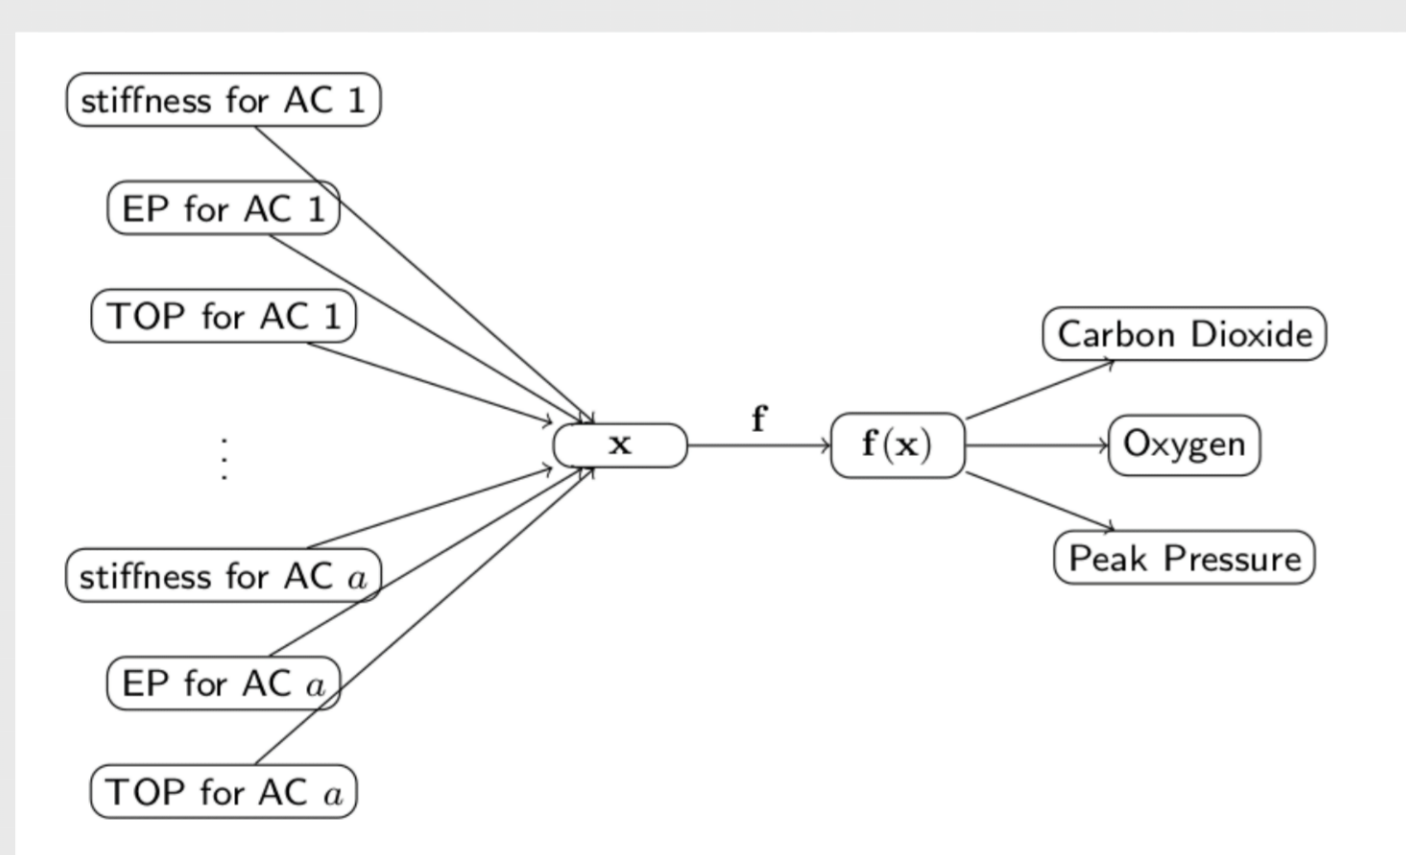 stiffness for AC 1
EP for AC 1
TOP for AC 1
⋮
stiffness for AC a
EP for AC a
TOP for AC a
x
f
f(x)
Carbon Dioxide
Oxygen
Peak Pressure